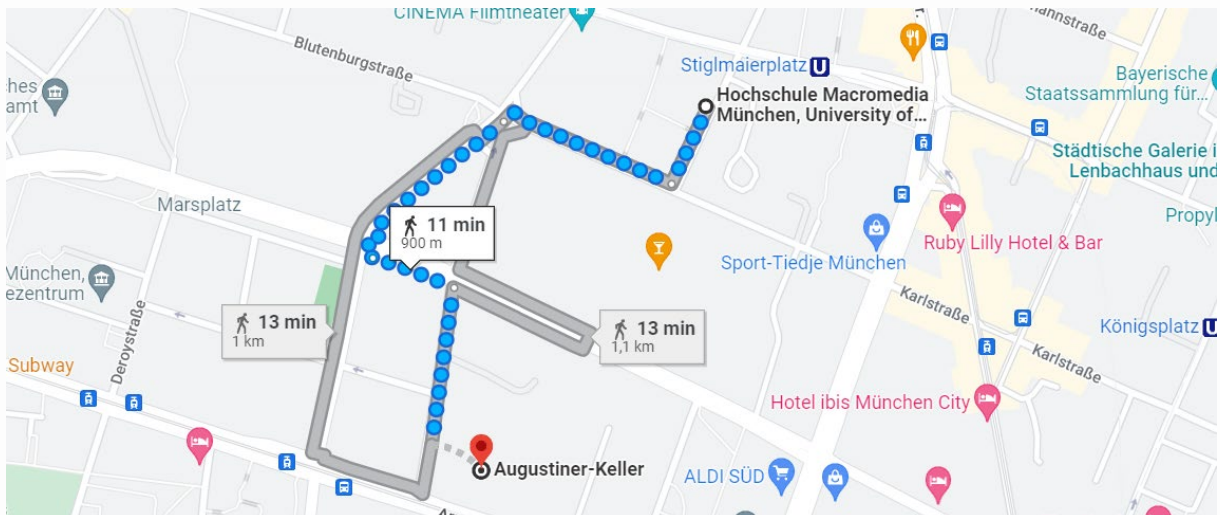 CINEMA Filmtheater
Blutenburgstraße
Stiglmaierplatz U
Hochschule Macromedia
München, University of...
Bayerische
Staatssammlung für...
Städtische Galerie i
Lenbachhaus und
Marsplatz
11 min
900 m
Propyl
Ruby Lilly Hotel & Bar
Sport-Tiedje München
München,
ezentrum
Deroystraße
13 min
1 km
13 min
1,1 km
Karlstraße
Königsplatz U
Karlstraße
Subway
Hotel ibis München City
Augustiner-Keller
ALDI SÜD